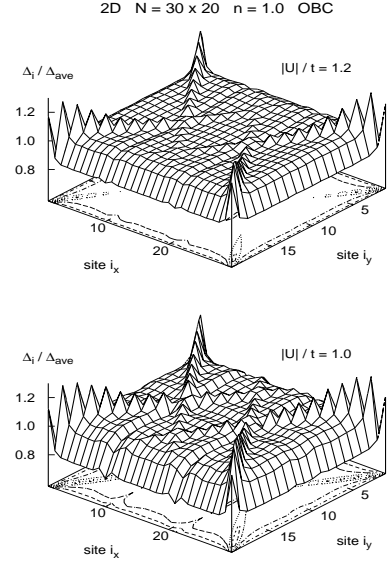 2D N = 30 x 20 n = 1.0 OBC
Δi / Δave
|U| / t = 1.2
1.2
1.0
0.8
10
20
site ix
15
10
5
site iy
Δi / Δave
|U| / t = 1.0
1.2
1.0
0.8
10
20
site ix
15
10
5
site iy